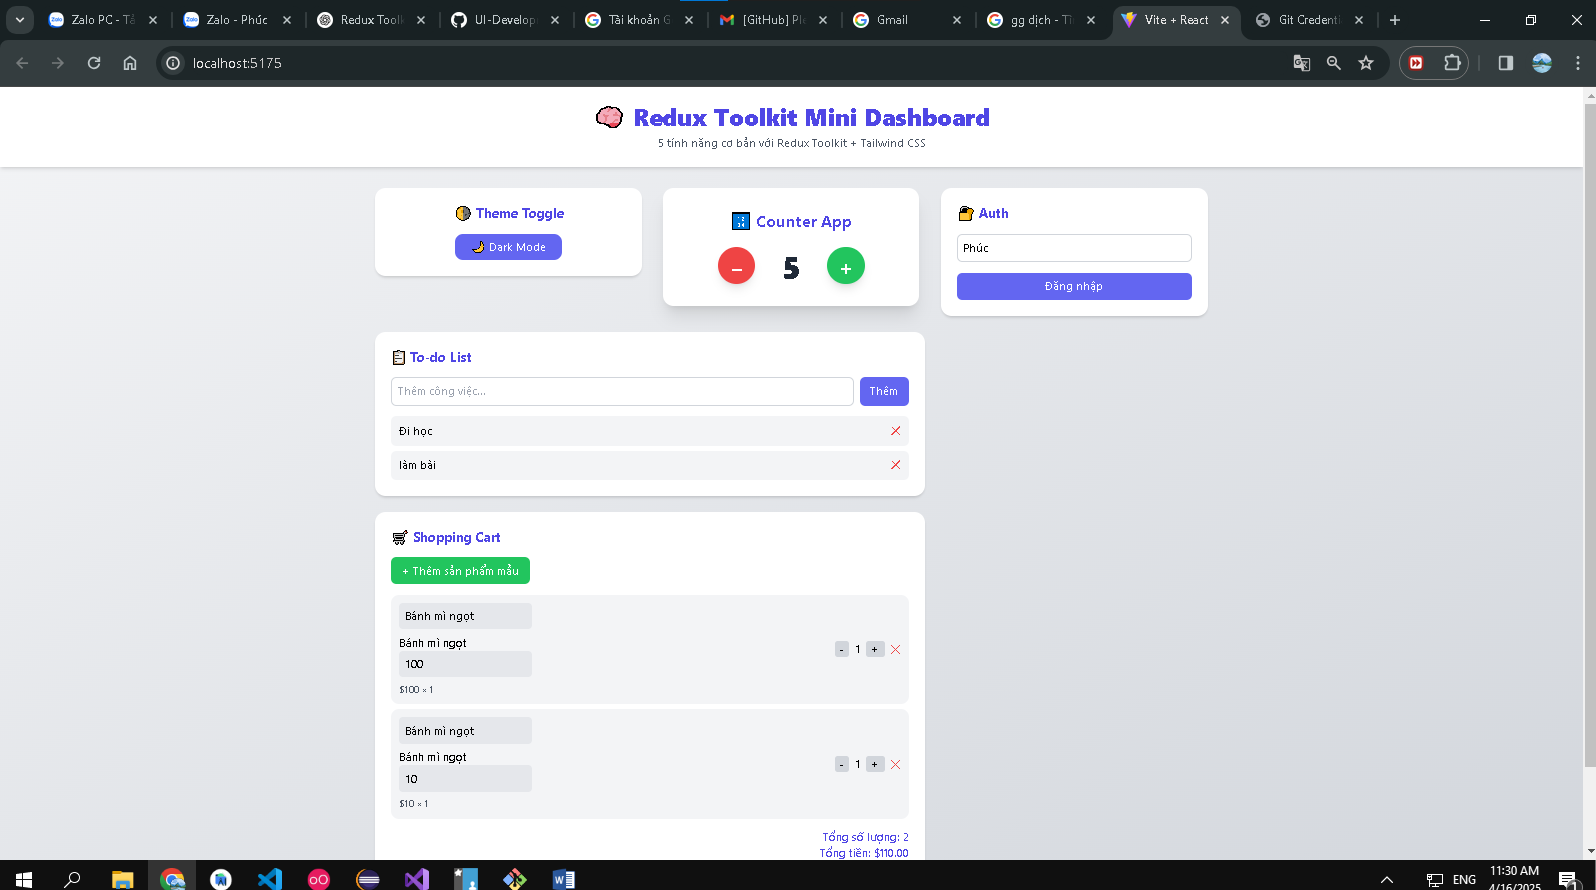 Zalo PC - Tả
Zalo - Phúc
Redux Toolk
UI-Develop
Tài khoản G
[GitHub] Ple
Gmail
gg dịch - Tì
Vite + React
Git Credenti
localhost:5175
Redux Toolkit Mini Dashboard
5 tính năng cơ bản với Redux Toolkit + Tailwind CSS
Theme Toggle
Dark Mode
Counter App
– 5 +
Auth
Phúc
Đăng nhập
To-do List
Thêm công việc...
Thêm
Đi học
làm bài
Shopping Cart
+ Thêm sản phẩm mẫu
Bánh mì ngọt
Bánh mì ngọt
100
$100 × 1
- 1 +
Bánh mì ngọt
Bánh mì ngọt
10
$10 × 1
- 1 +
Tổng số lượng: 2
Tổng tiền: $110.00
ENG
11:30 AM
4/16/2025